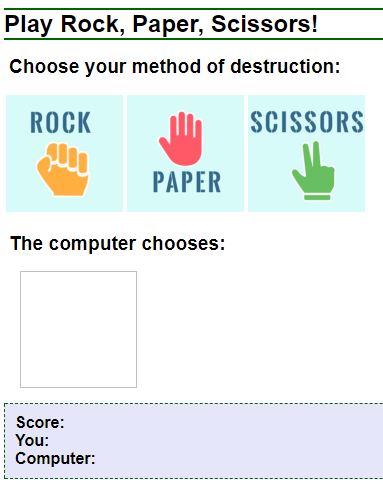 Play Rock, Paper, Scissors!
Choose your method of destruction:
ROCK
PAPER
SCISSORS
The computer chooses:
Score:
You:
Computer: